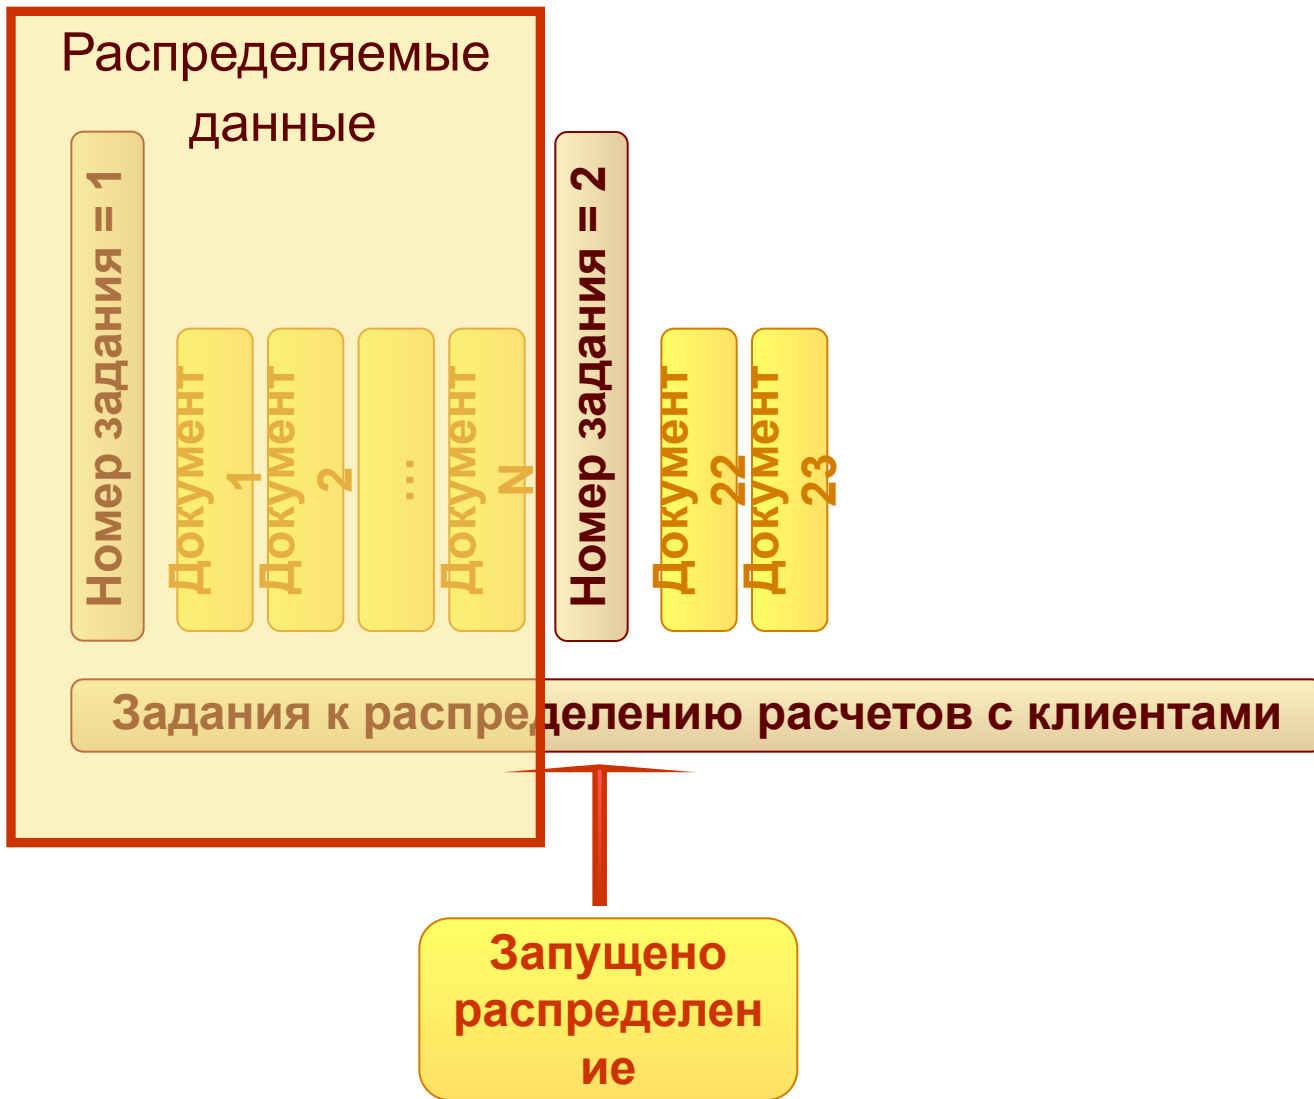 Распределяемые
данные
Номер задания = 1
Документ
1
Документ
2
...
Документ
N
Номер задания = 2
Документ
22
Документ
23
Задания к распределению расчетов с клиентами
Запущено
распределен
ие